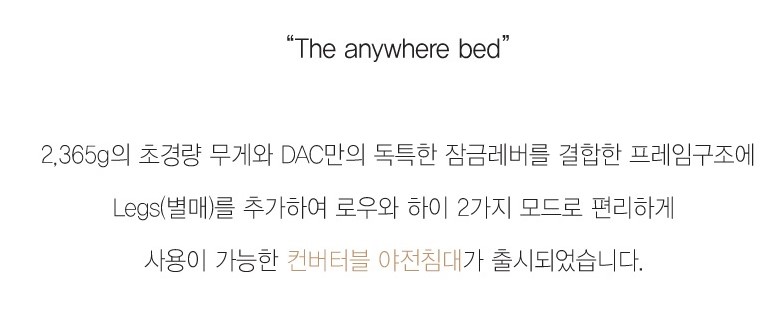 “The anywhere bed”
2,365g의 초경량 무게와 DAC만의 독특한 잠금레버를 결합한 프레임구조에
Legs(별매)를 추가하여 로우와 하이 2가지 모드로 편리하게
사용이 가능한 컨버터블 야전침대가 출시되었습니다.